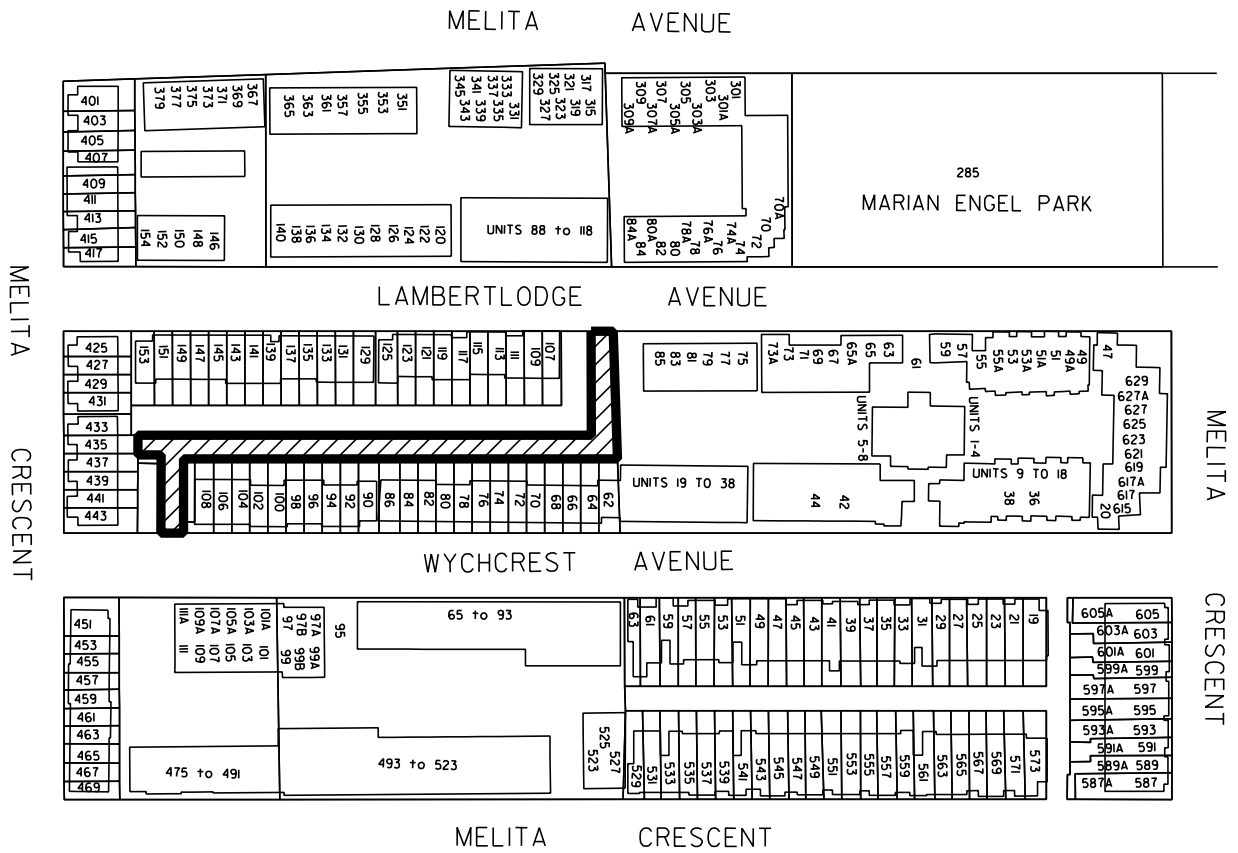 MELITA AVENUE
401
403
405
407
409
411
413
415
417
379 377 375 373 371 369 367
365 363 361 357 355 353 351
345 341 337 333
343 339 335 331
329 325 321 317
327 323 319 315
309 307 305 303 301
309A 307A 305A 303A 301A
154 152 150 148 146
140 138 136 134 132 130 128 126 124 122 120
UNITS 88 to 118
84A 80A 78A 76A 74A 70A
84 82 80 78 76 74 72 70
285
MARIAN ENGEL PARK
MELITA
CRESCENT
LAMBERTLODGE AVENUE
425
427
429
431
433
435
437
439
441
443
153 151 149 147 145 143 141 139 137 135 133 131 129 125 123 121 119 117 115 113 111 109 107
85 83 81 79 77 75
73A 73 71 69 67 65A 65 63
61
59 57 55 55A 53 53A 51A 51 49A 49
47
629
627A
627
625
623
621
619
617A
617
615
20
UNITS 5-8
UNITS 1-4
UNITS 9 TO 18
38 36
UNITS 19 TO 38
44 42
108 106 104 102 100 98 96 94 92 90 86 84 82 80 78 76 74 72 70 68 66 64 62
MELITA
CRESCENT
WYCHCREST AVENUE
451
453
455
457
459
461
463
465
467
469
111A 109A 107A 105A 103A 101A
111 109 107 105 103 101
97 97B 97A
99 99B 99A
95
65 to 93
63 61 59 57 55 53 51 49 47 45 43 41 39 37 35 33 31 29 27 25 23 21 19
605A 605
603A 603
601A 601
599A 599
597A 597
595A 595
593A 593
591A 591
589A 589
587A 587
475 to 491
493 to 523
525 527
523
529 531 533 535 537 539 541 543 545 547 549 551 553 555 557 559 561 563 565 567 569 571 573
MELITA CRESCENT